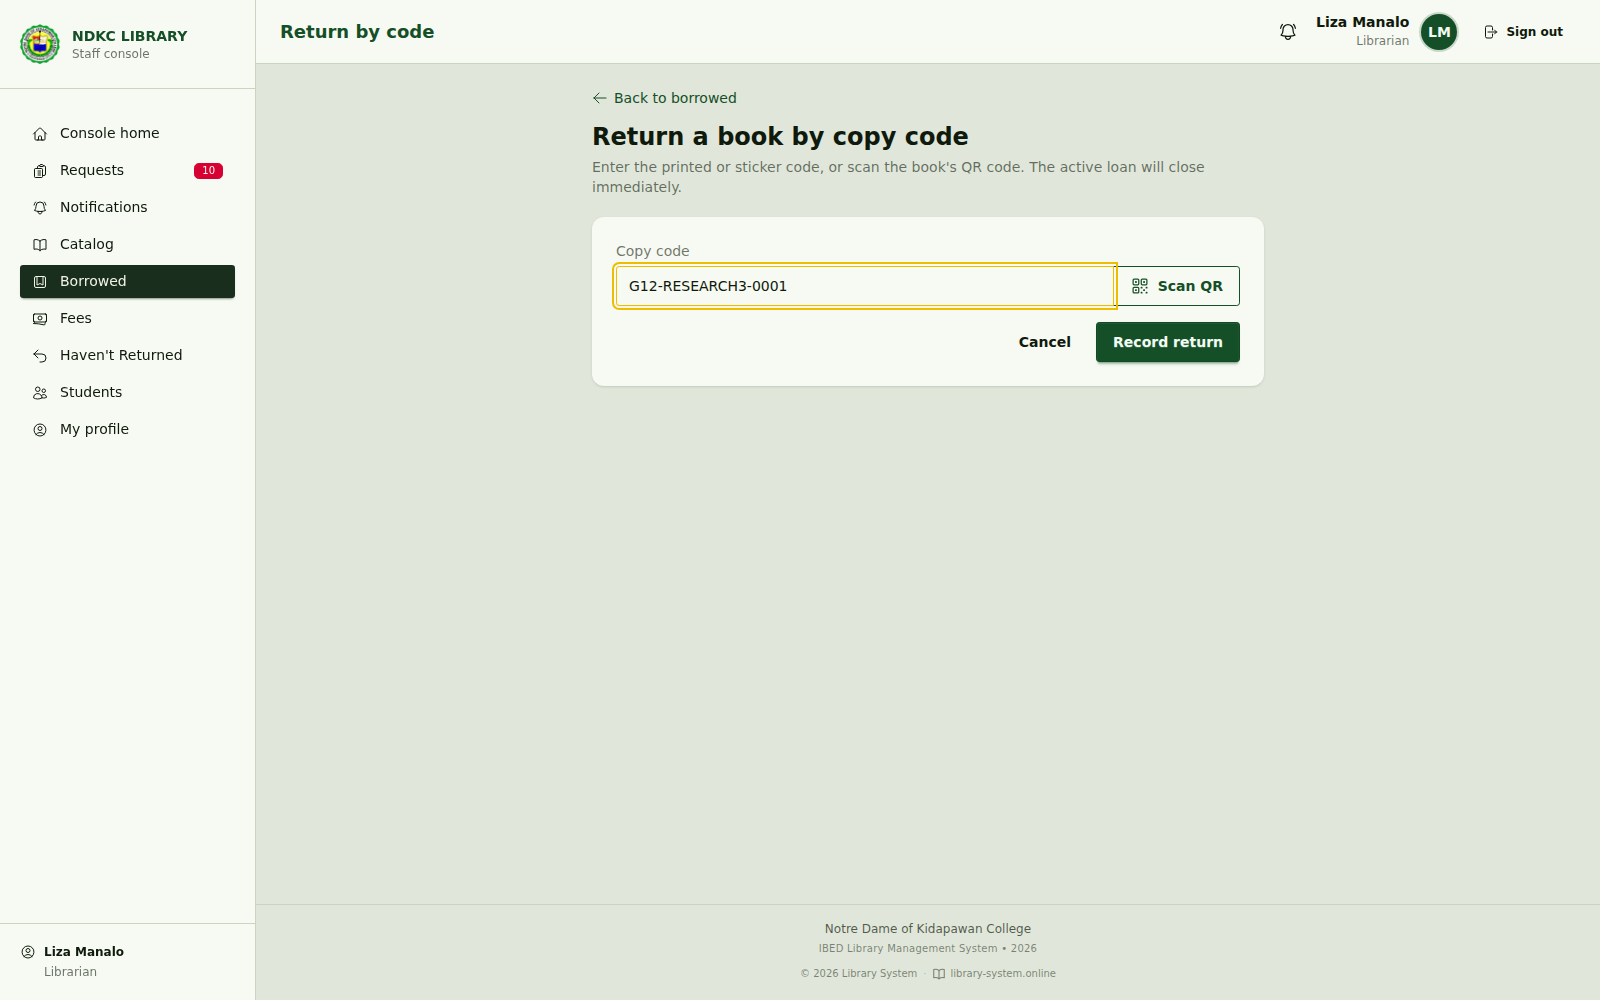 NDKC LIBRARY
Staff console
Console home
Requests 10
Notifications
Catalog
Borrowed
Fees
Haven't Returned
Students
My profile
Liza Manalo
Librarian
Return by code
Liza Manalo
Librarian
LM
Sign out
Back to borrowed
Return a book by copy code
Enter the printed or sticker code, or scan the book's QR code. The active loan will close
immediately.
Copy code
G12-RESEARCH3-0001
Scan QR
Cancel
Record return
Notre Dame of Kidapawan College
IBED Library Management System • 2026
© 2026 Library System · library-system.online